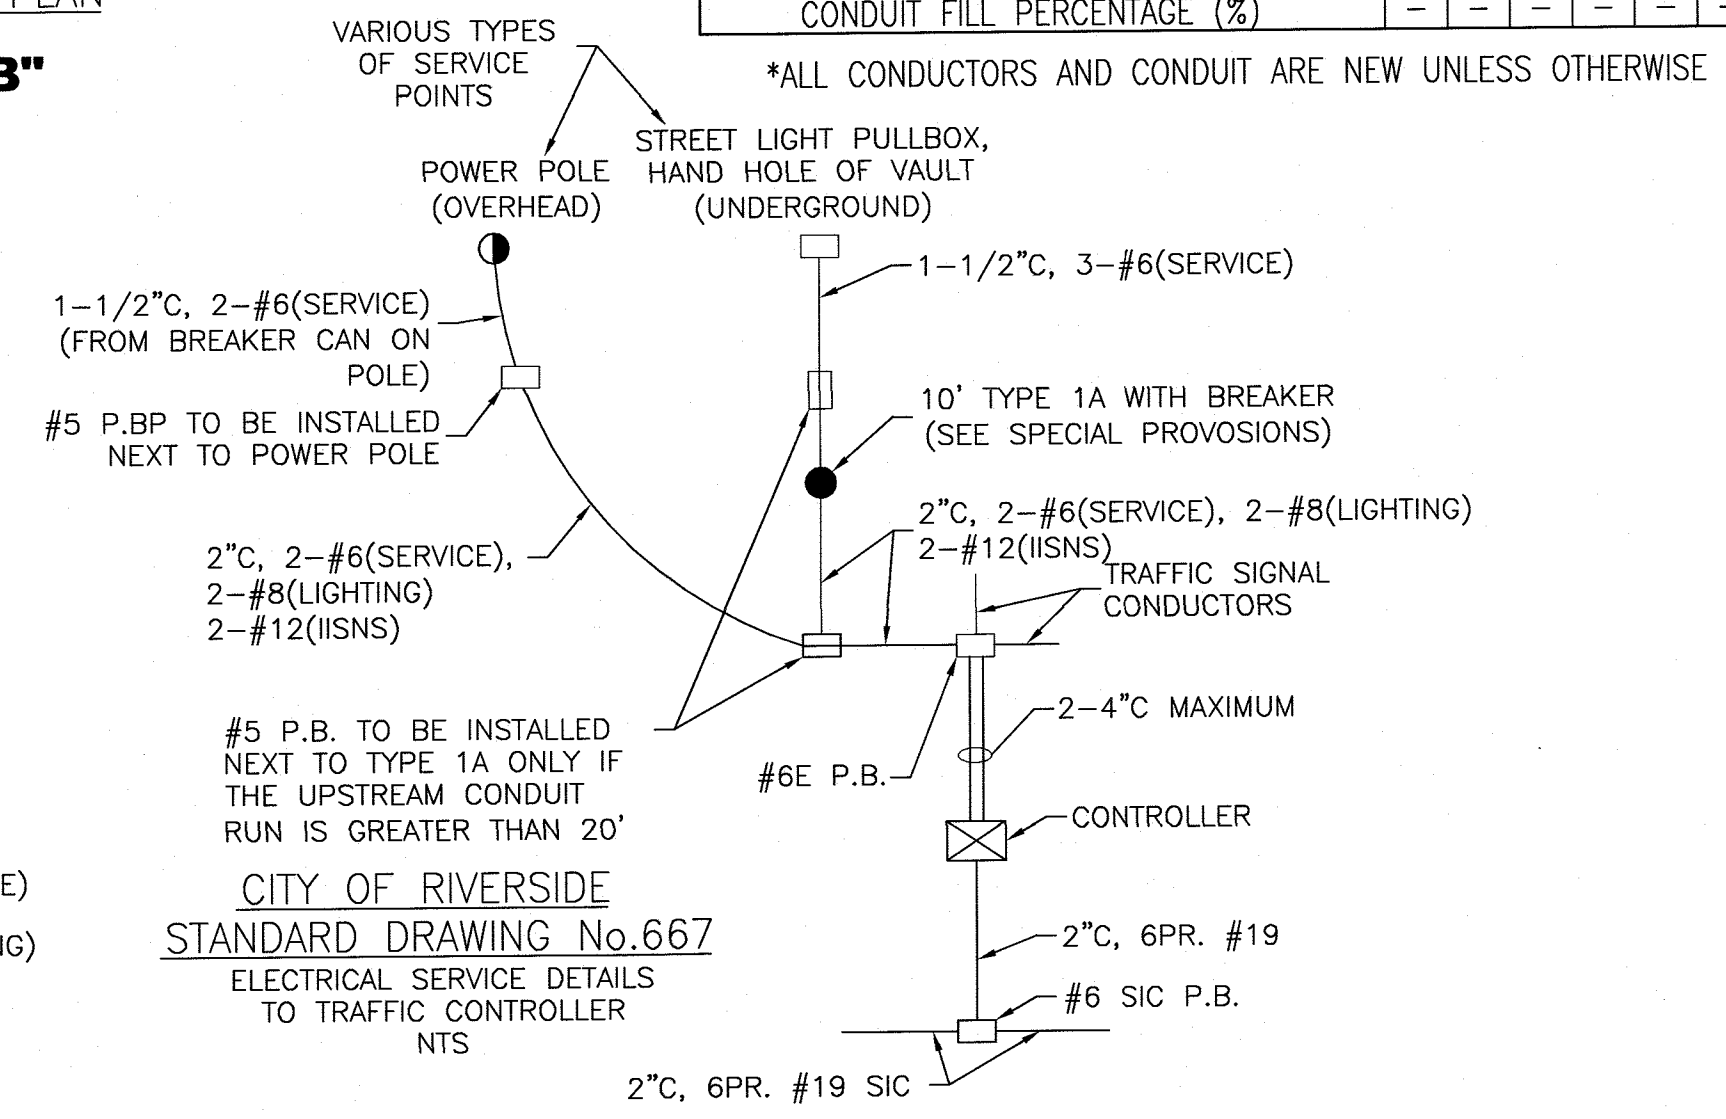 PLAN
B"
CONDUIT FILL PERCENTAGE (%) – – – – –
*ALL CONDUCTORS AND CONDUIT ARE NEW UNLESS OTHERWISE
VARIOUS TYPES
OF SERVICE
POINTS
POWER POLE
(OVERHEAD)
STREET LIGHT PULLBOX,
HAND HOLE OF VAULT
(UNDERGROUND)
1-1/2"C, 2-#6(SERVICE)
(FROM BREAKER CAN ON
POLE)
1-1/2"C, 3-#6(SERVICE)
#5 P.BP TO BE INSTALLED
NEXT TO POWER POLE
10' TYPE 1A WITH BREAKER
(SEE SPECIAL PROVOSIONS)
2"C, 2-#6(SERVICE), 2-#8(LIGHTING)
2-#12(IISNS)
2"C, 2-#6(SERVICE),
2-#8(LIGHTING)
2-#12(IISNS)
TRAFFIC SIGNAL
CONDUCTORS
#5 P.B. TO BE INSTALLED
NEXT TO TYPE 1A ONLY IF
THE UPSTREAM CONDUIT
RUN IS GREATER THAN 20'
2-4"C MAXIMUM
#6E P.B.
CONTROLLER
E)
NG)
CITY OF RIVERSIDE
STANDARD DRAWING No.667
ELECTRICAL SERVICE DETAILS
TO TRAFFIC CONTROLLER
NTS
2"C, 6PR. #19
#6 SIC P.B.
2"C, 6PR. #19 SIC